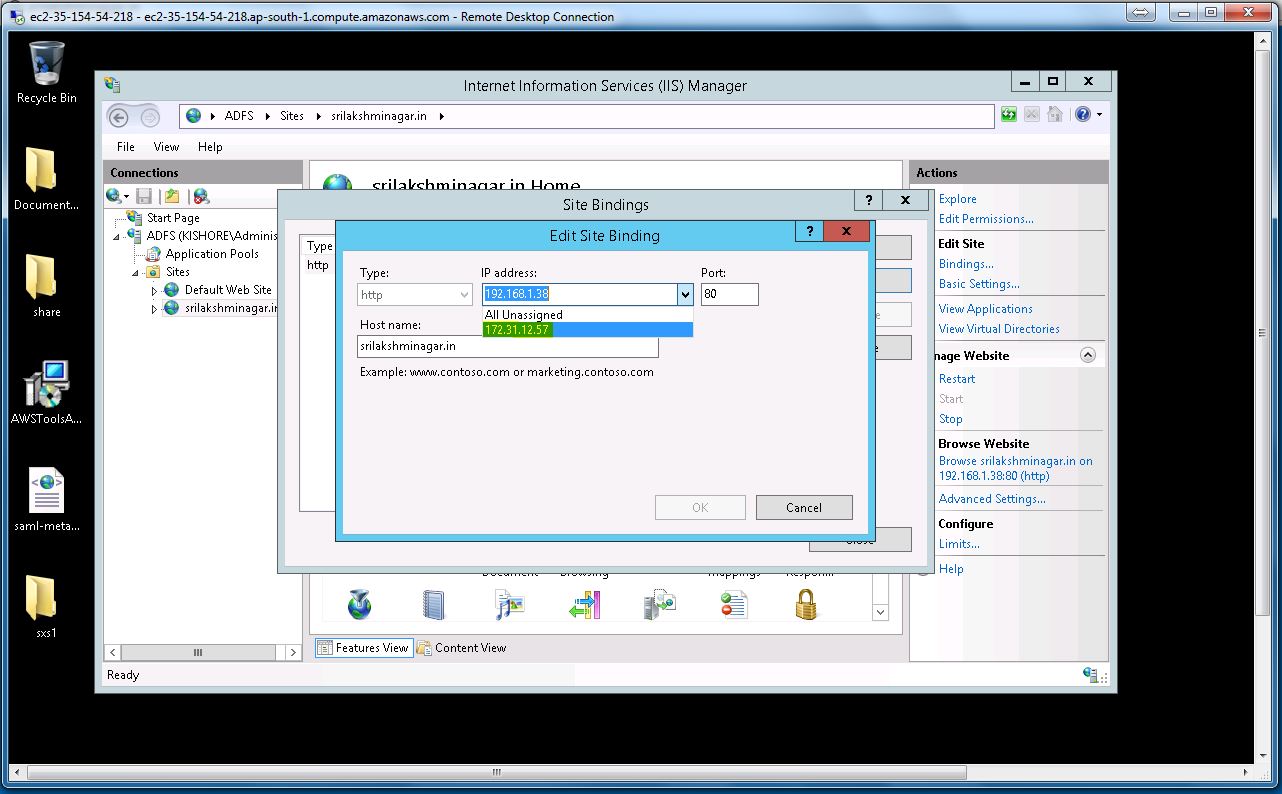 ec2-35-154-54-218 - ec2-35-154-54-218.ap-south-1.compute.amazonaws.com - Remote Desktop Connection
Recycle Bin
Document...
share
AWSToolsA...
saml-meta...
sxs1
Internet Information Services (IIS) Manager
ADFS
Sites
srilakshminagar.in
File
View
Help
Connections
Start Page
ADFS (KISHORE\Adminis
Application Pools
Sites
Default Web Site
srilakshminagar.in
srilakshminagar.in Home
Site Bindings
?
X
Type
http
Edit Site Binding
?
X
Type:
IP address:
Port:
http
192.168.1.38
80
All Unassigned
172.31.12.57
Host name:
srilakshminagar.in
Example: www.contoso.com or marketing.contoso.com
OK
Cancel
Close
Features View
Content View
Ready
Actions
Explore
Edit Permissions...
Edit Site
Bindings...
Basic Settings...
View Applications
View Virtual Directories
nage Website
Restart
Start
Stop
Browse Website
Browse srilakshminagar.in on
192.168.1.38:80 (http)
Advanced Settings...
Configure
Limits...
Help